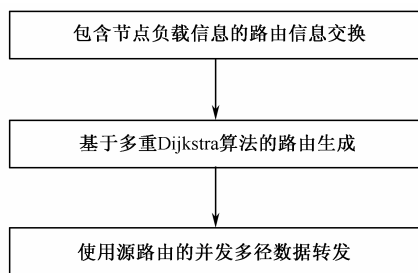 包含节点负载信息的路由信息交换
基于多重Dijkstra算法的路由生成
使用源路由的并发多径数据转发